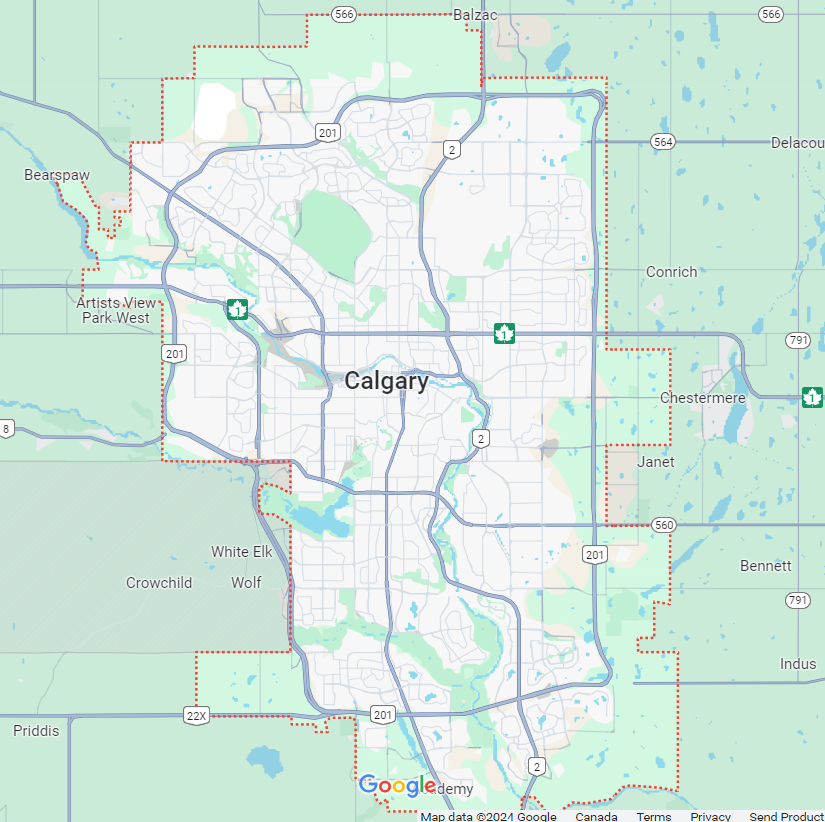 566
Balzac
566
201
2
564
Delacou
Bearspaw
Conrich
Artists View
Park West
1
1
791
201
Calgary
Chestermere
1
8
2
Janet
560
White Elk
201
Bennett
Crowchild
Wolf
791
Indus
22X
201
Priddis
2
Google
demy
Map data ©2024 Google Canada Terms Privacy Send Product